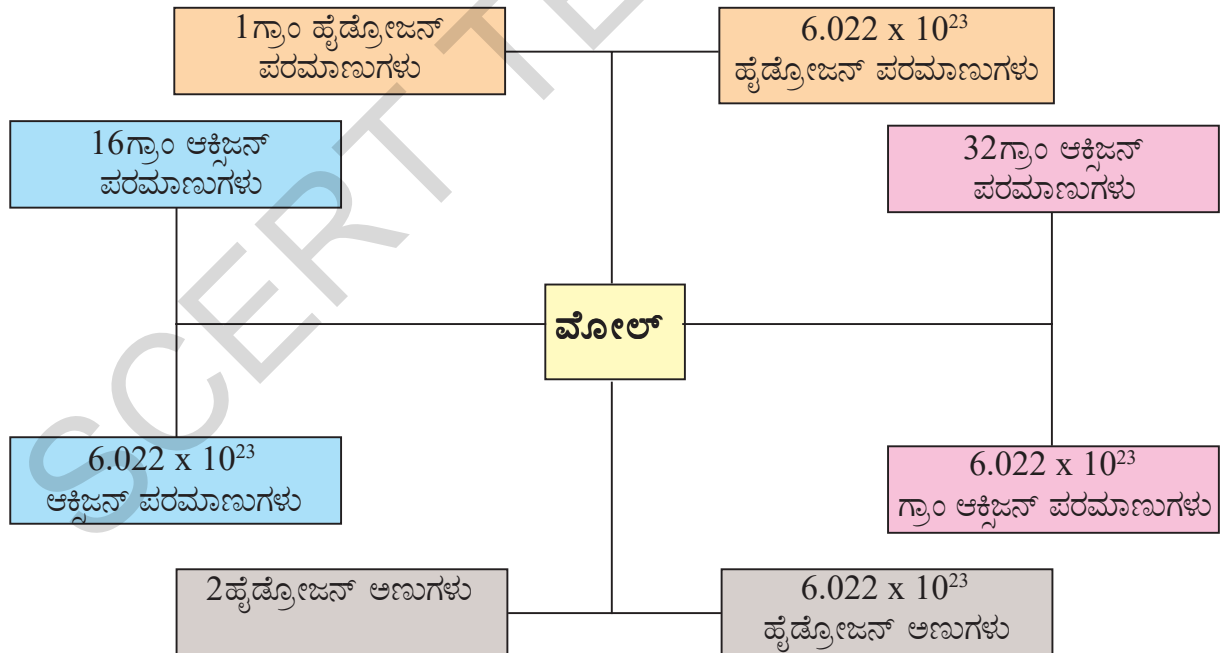 1ಗ್ರಾಂ ಹೈಡ್ರೋಜನ್
ಪರಮಾಣುಗಳು
6.022 x 10²³
ಹೈಡ್ರೋಜನ್ ಪರಮಾಣುಗಳು
16ಗ್ರಾಂ ಆಕ್ಸಿಜನ್
ಪರಮಾಣುಗಳು
32ಗ್ರಾಂ ಆಕ್ಸಿಜನ್
ಪರಮಾಣುಗಳು
ಮೋಲ್
6.022 x 10²³
ಆಕ್ಸಿಜನ್ ಪರಮಾಣುಗಳು
6.022 x 10²³
ಗ್ರಾಂ ಆಕ್ಸಿಜನ್ ಪರಮಾಣುಗಳು
2ಹೈಡ್ರೋಜನ್ ಅಣುಗಳು
6.022 x 10²³
ಹೈಡ್ರೋಜನ್ ಅಣುಗಳು
SCERT TE